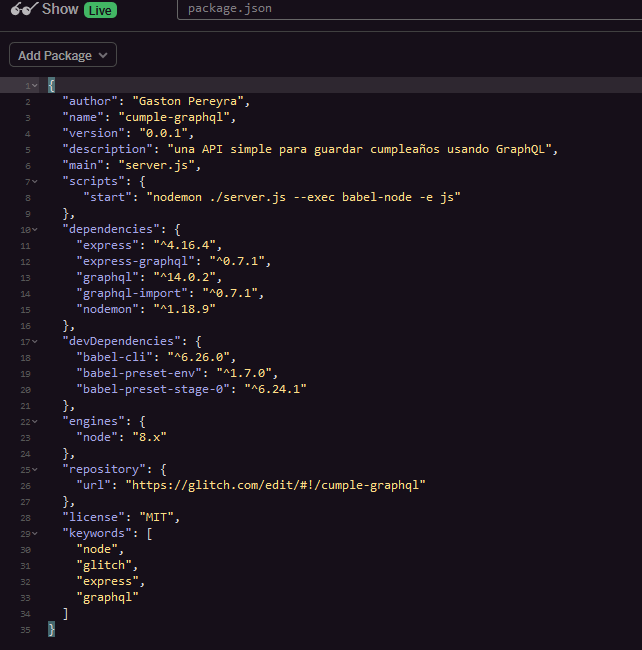 Show Live
package.json
Add Package
1 {
2 "author": "Gaston Pereyra",
3 "name": "cumple-graphql",
4 "version": "0.0.1",
5 "description": "una API simple para guardar cumpleaños usando GraphQL",
6 "main": "server.js",
7 "scripts": {
8 "start": "nodemon ./server.js --exec babel-node -e js"
9 },
10 "dependencies": {
11 "express": "^4.16.4",
12 "express-graphql": "^0.7.1",
13 "graphql": "^14.0.2",
14 "graphql-import": "^0.7.1",
15 "nodemon": "^1.18.9"
16 },
17 "devDependencies": {
18 "babel-cli": "^6.26.0",
19 "babel-preset-env": "^1.7.0",
20 "babel-preset-stage-0": "^6.24.1"
21 },
22 "engines": {
23 "node": "8.x"
24 },
25 "repository": {
26 "url": "https://glitch.com/edit/#!/cumple-graphql"
27 },
28 "license": "MIT",
29 "keywords": [
30 "node",
31 "glitch",
32 "express",
33 "graphql"
34 ]
35 }